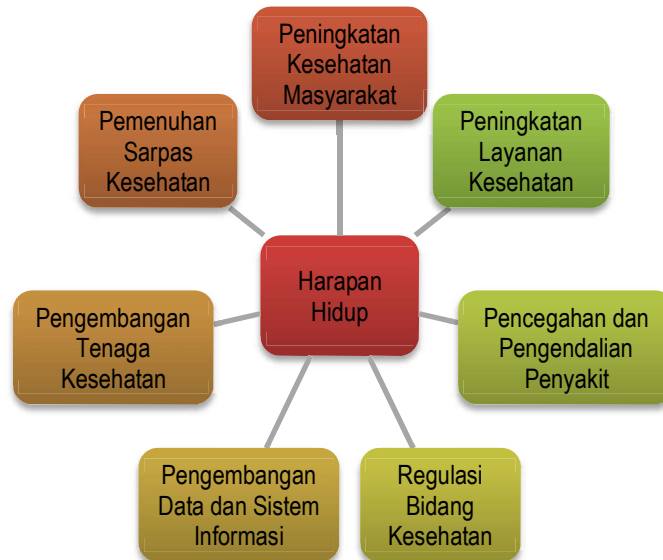 Peningkatan
Kesehatan
Masyarakat
Peningkatan
Layanan
Kesehatan
Pencegahan dan
Pengendalian
Penyakit
Regulasi
Bidang
Kesehatan
Pengembangan
Data dan Sistem
Informasi
Pengembangan
Tenaga
Kesehatan
Pemenuhan
Sarpas
Kesehatan
Harapan
Hidup